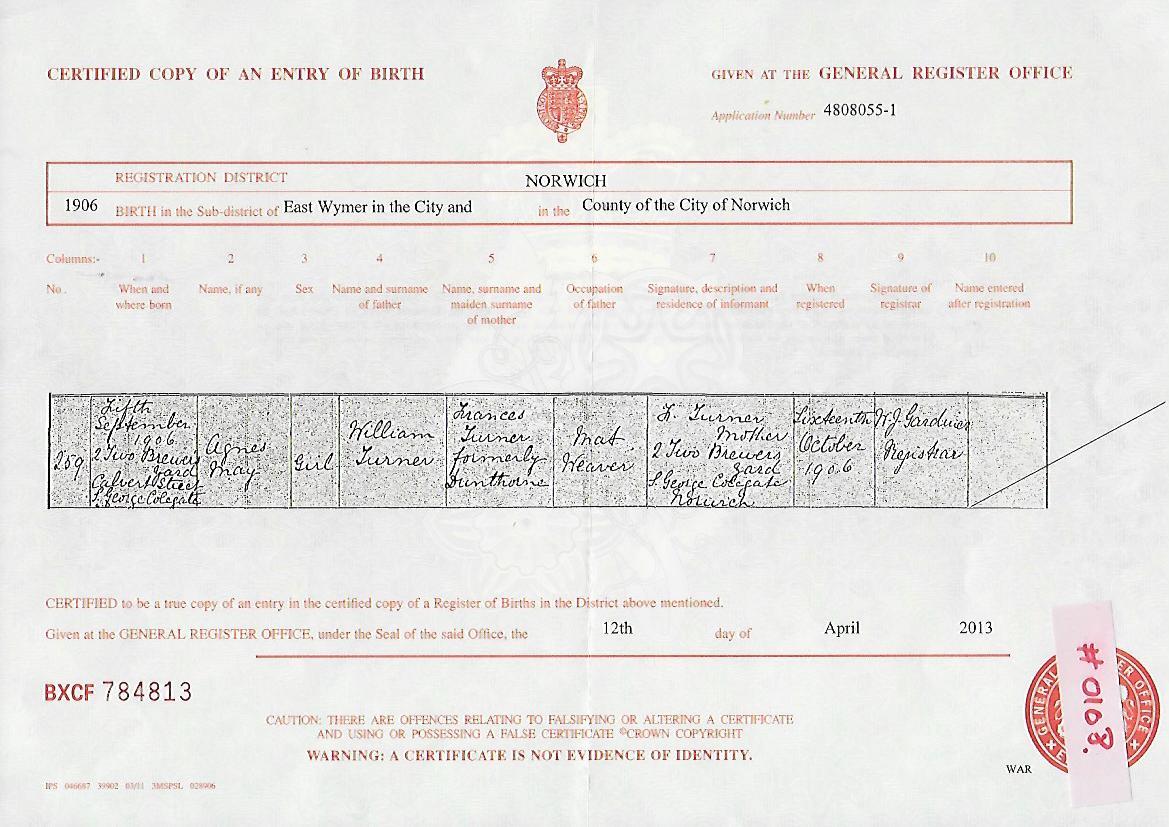 CERTIFIED COPY OF AN ENTRY OF BIRTH
GIVEN AT THE GENERAL REGISTER OFFICE
Application Number 4808055-1
REGISTRATION DISTRICT NORWICH
1906 BIRTH in the Sub-district of East Wymer in the City and in the County of the City of Norwich
Columns:- 1 2 3 4 5 6 7 8 9 10
No. When and where born Name, if any Sex Name and surname of father Name, surname and maiden surname of mother Occupation of father Signature, description and residence of informant When registered Signature of registrar Name entered after registration
259
Fifth
September
1906
2 Two Brewers
Yard
Calvert Street
S. George Colegate
Agnes
May
Girl
William
Turner
Frances
Turner
formerly
Dunthorne
Mat
Weaver
F. Turner
Mother
2 Two Brewers
Yard
S. George Colegate
Norwich
Sixteenth
October
1906
W. J. Gardiner
Registrar
CERTIFIED to be a true copy of an entry in the certified copy of a Register of Births in the District above mentioned.
Given at the GENERAL REGISTER OFFICE, under the Seal of the said Office, the 12th day of April 2013
BXCF 784813
CAUTION: THERE ARE OFFENCES RELATING TO FALSIFYING OR ALTERING A CERTIFICATE
AND USING OR POSSESSING A FALSE CERTIFICATE ©CROWN COPYRIGHT
WARNING: A CERTIFICATE IS NOT EVIDENCE OF IDENTITY.
IPS 046687 39902 03/11 3MSPSL 028906
WAR
# 0103.